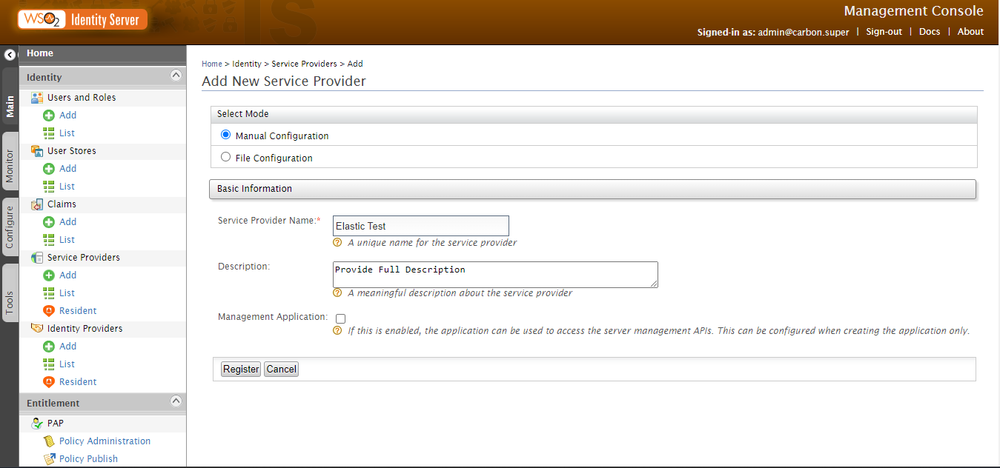 WSO2 Identity Server
Management Console
Signed-in as: admin@carbon.super | Sign-out | Docs | About
Main
Monitor
Configure
Tools
Home
Identity
Users and Roles
Add
List
User Stores
Add
List
Claims
Add
List
Service Providers
Add
List
Resident
Identity Providers
Add
List
Resident
Entitlement
PAP
Policy Administration
Policy Publish
Home > Identity > Service Providers > Add
Add New Service Provider
Select Mode
Manual Configuration
File Configuration
Basic Information
Service Provider Name:*
Elastic Test
A unique name for the service provider
Description:
Provide Full Description
A meaningful description about the service provider
Management Application:
If this is enabled, the application can be used to access the server management APIs. This can be configured when creating the application only.
Register Cancel